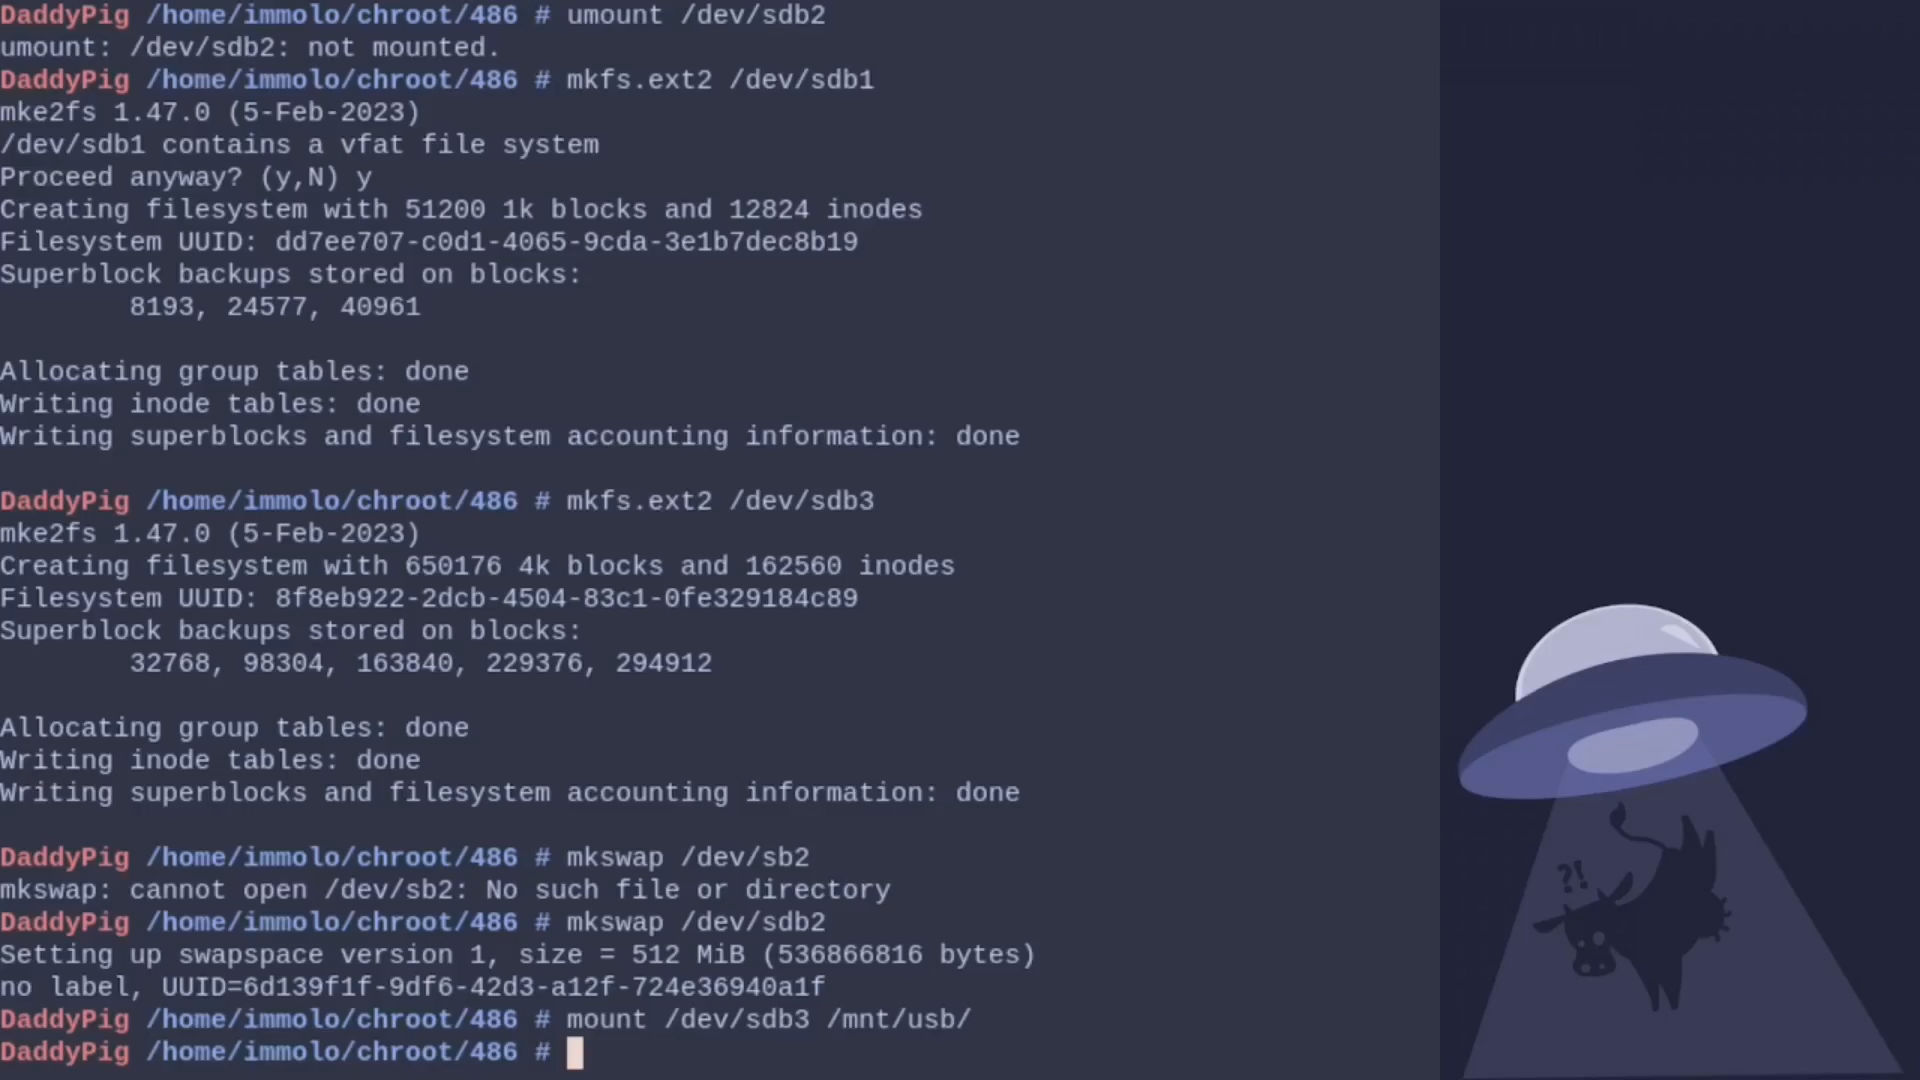 DaddyPig /home/immolo/chroot/486 # umount /dev/sdb2
umount: /dev/sdb2: not mounted.
DaddyPig /home/immolo/chroot/486 # mkfs.ext2 /dev/sdb1
mke2fs 1.47.0 (5-Feb-2023)
/dev/sdb1 contains a vfat file system
Proceed anyway? (y,N) y
Creating filesystem with 51200 1k blocks and 12824 inodes
Filesystem UUID: dd7ee707-c0d1-4065-9cda-3e1b7dec8b19
Superblock backups stored on blocks:
        8193, 24577, 40961
Allocating group tables: done
Writing inode tables: done
Writing superblocks and filesystem accounting information: done
DaddyPig /home/immolo/chroot/486 # mkfs.ext2 /dev/sdb3
mke2fs 1.47.0 (5-Feb-2023)
Creating filesystem with 650176 4k blocks and 162560 inodes
Filesystem UUID: 8f8eb922-2dcb-4504-83c1-0fe329184c89
Superblock backups stored on blocks:
        32768, 98304, 163840, 229376, 294912
Allocating group tables: done
Writing inode tables: done
Writing superblocks and filesystem accounting information: done
DaddyPig /home/immolo/chroot/486 # mkswap /dev/sb2
mkswap: cannot open /dev/sb2: No such file or directory
DaddyPig /home/immolo/chroot/486 # mkswap /dev/sdb2
Setting up swapspace version 1, size = 512 MiB (536866816 bytes)
no label, UUID=6d139f1f-9df6-42d3-a12f-724e36940a1f
DaddyPig /home/immolo/chroot/486 # mount /dev/sdb3 /mnt/usb/
DaddyPig /home/immolo/chroot/486 #
?!